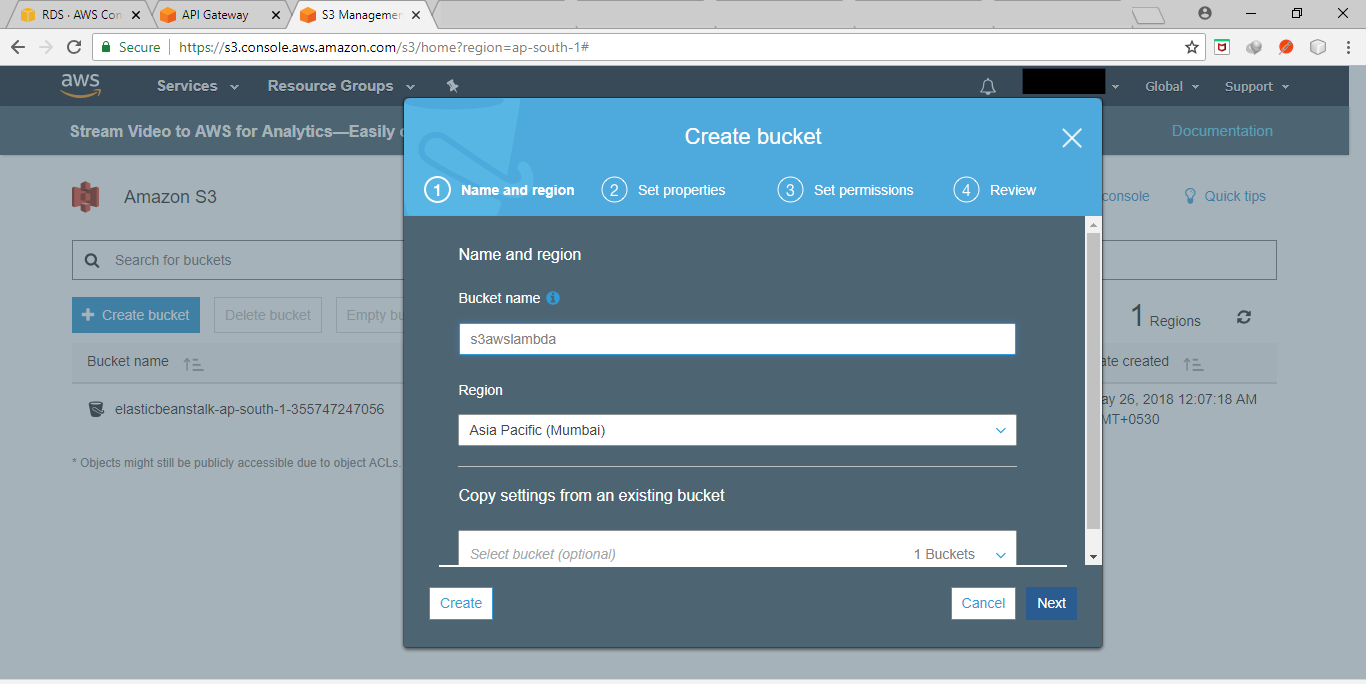 RDS · AWS Con
API Gateway
S3 Managemen
Secure
https://s3.console.aws.amazon.com/s3/home?region=ap-south-1#
aws
Services
Resource Groups
Global
Support
Stream Video to AWS for Analytics—Easily
Documentation
Amazon S3
console
Quick tips
Search for buckets
Create bucket
Delete bucket
Empty bu
1 Regions
Bucket name
ate created
elasticbeanstalk-ap-south-1-355747247056
ay 26, 2018 12:07:18 AM
MT+0530
* Objects might still be publicly accessible due to object ACLs.
Create bucket
1 Name and region
2 Set properties
3 Set permissions
4 Review
Name and region
Bucket name
s3awslambda
Region
Asia Pacific (Mumbai)
Copy settings from an existing bucket
Select bucket (optional)
1 Buckets
Create
Cancel
Next